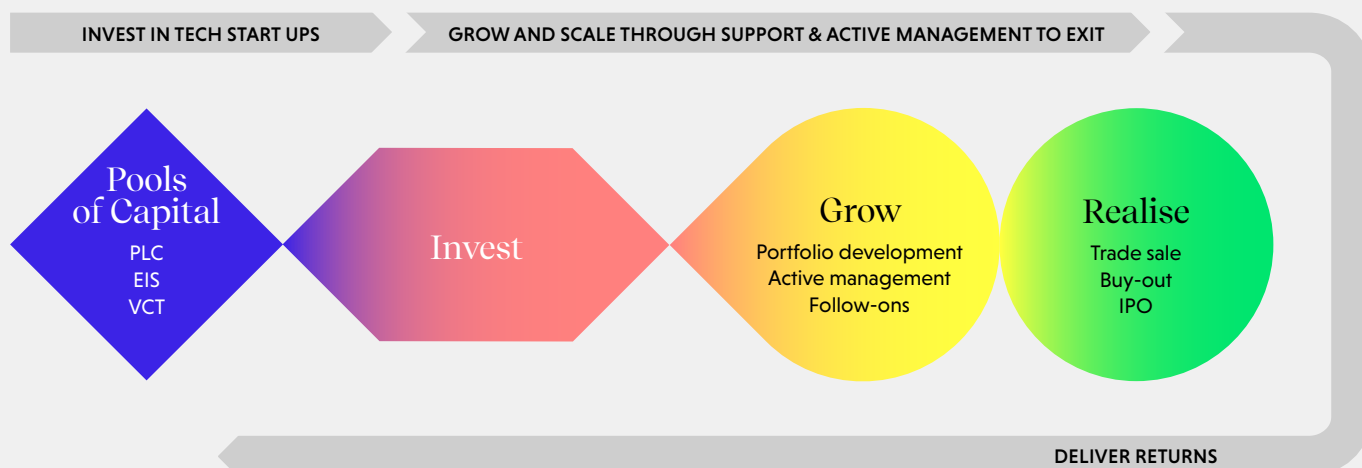 INVEST IN TECH START UPS
GROW AND SCALE THROUGH SUPPORT & ACTIVE MANAGEMENT TO EXIT
Pools
of Capital
PLC
EIS
VCT
Invest
Grow
Portfolio development
Active management
Follow-ons
Realise
Trade sale
Buy-out
IPO
DELIVER RETURNS